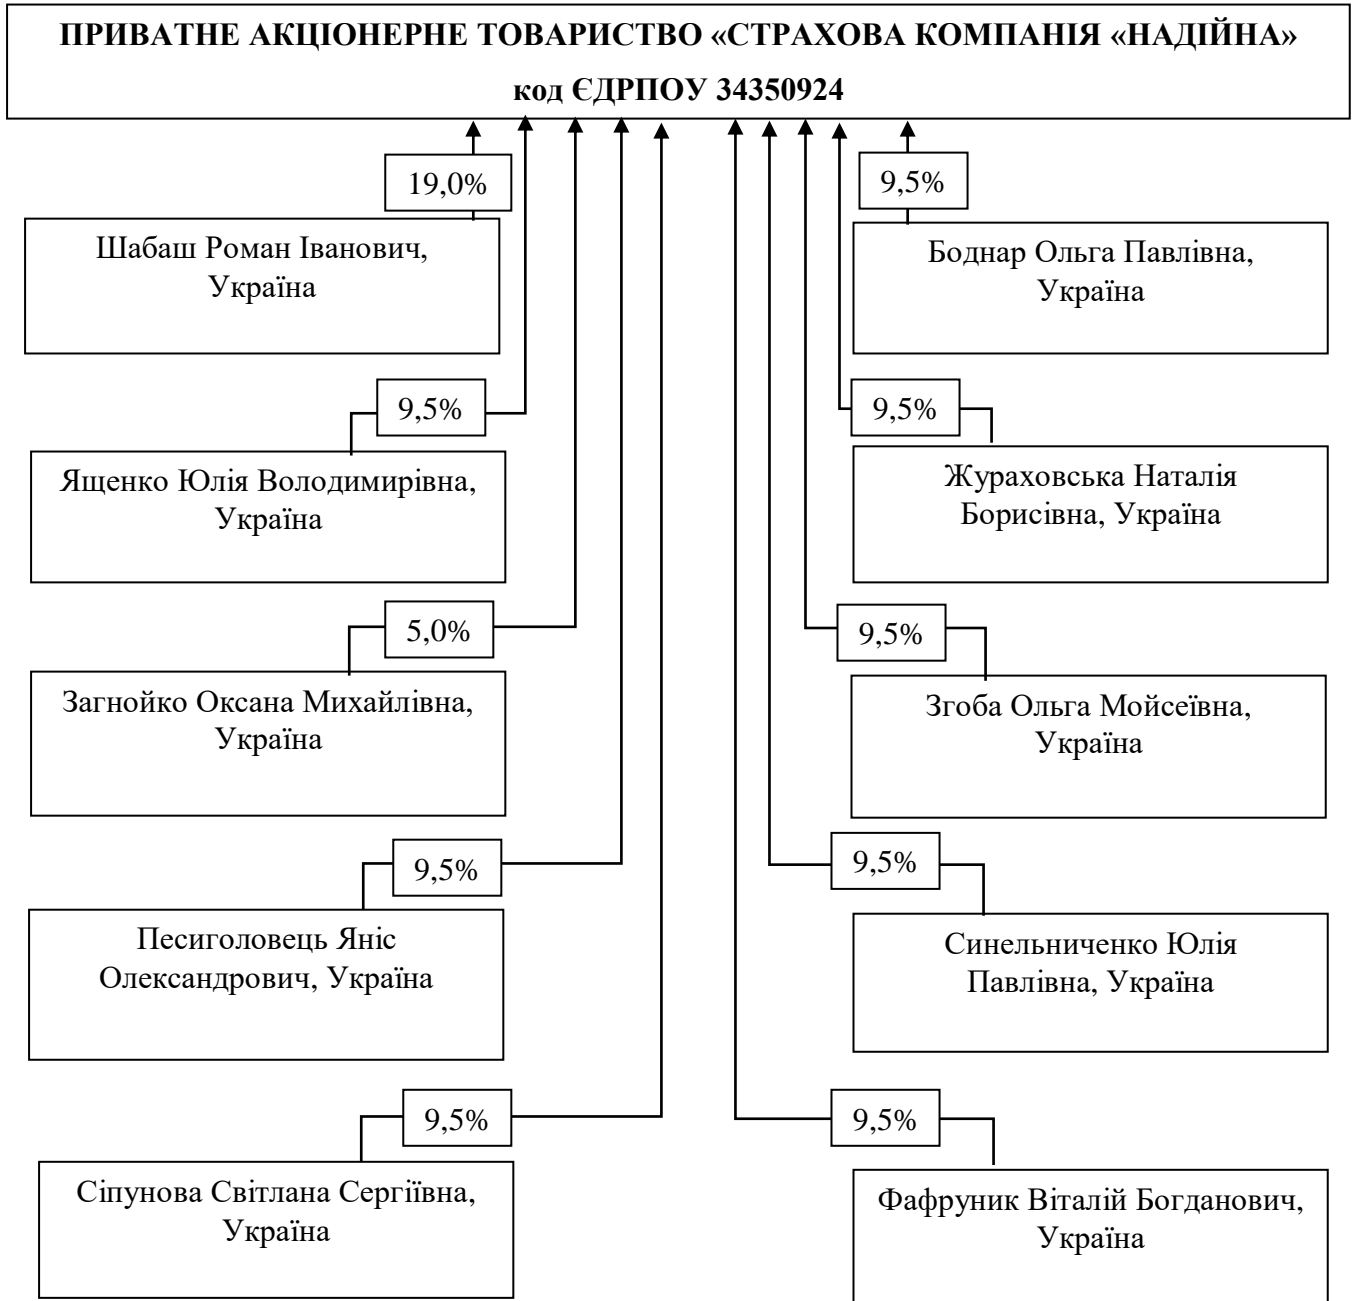 ПРИВАТНЕ АКЦІОНЕРНЕ ТОВАРИСТВО «СТРАХОВА КОМПАНІЯ «НАДІЙНА»
код ЄДРПОУ 34350924
19,0%
9,5%
Шабаш Роман Іванович,
Україна
Боднар Ольга Павлівна,
Україна
9,5%
9,5%
Ященко Юлія Володимирівна,
Україна
Жураховська Наталія
Борисівна, Україна
5,0%
9,5%
Загнойко Оксана Михайлівна,
Україна
Згоба Ольга Мойсеївна,
Україна
9,5%
9,5%
Песиголовець Яніс
Олександрович, Україна
Синельниченко Юлія
Павлівна, Україна
9,5%
9,5%
Сіпунова Світлана Сергіївна,
Україна
Фафруник Віталій Богданович,
Україна